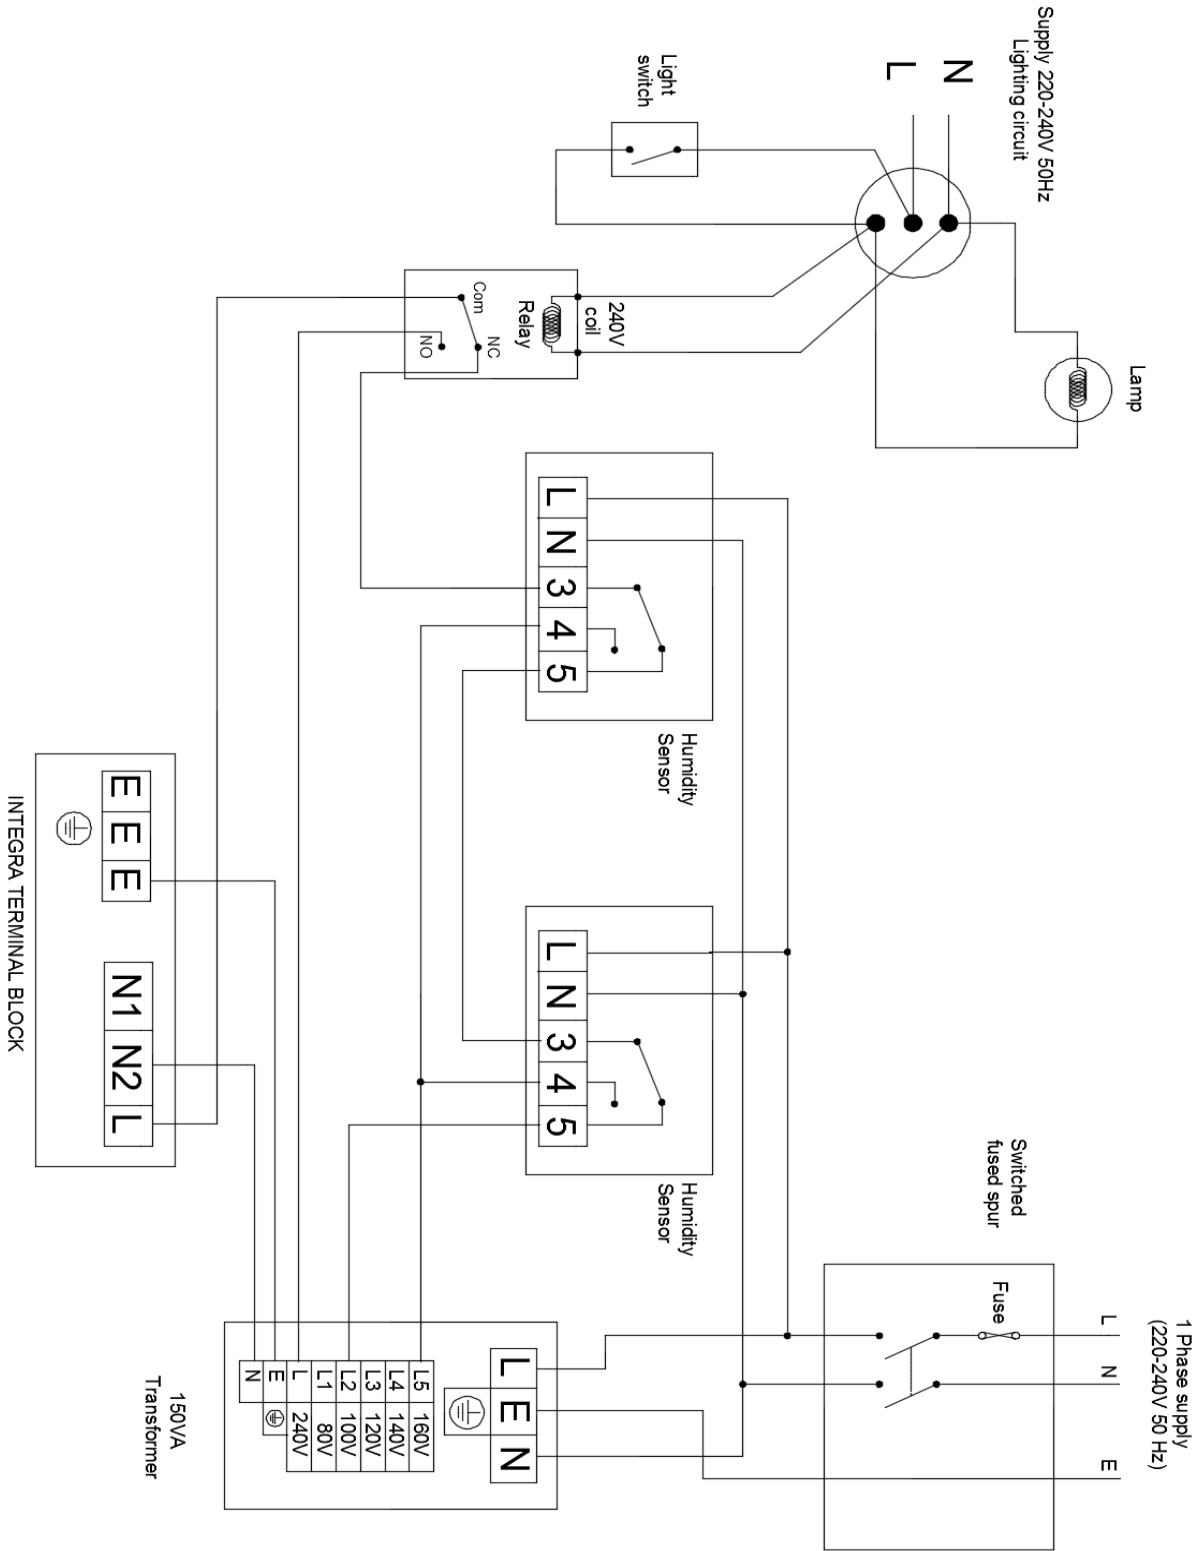 Supply 220-240V 50Hz
Lighting circuit
N
L
Light
switch
Lamp
240V
coil
Relay
Com
NC
NO
L
N
3
4
5
Humidity
Sensor
L
N
3
4
5
Humidity
Sensor
Switched
fused spur
Fuse
1 Phase supply
(220-240V 50 Hz)
L
N
E
E
E
E
N1
N2
L
INTEGRA TERMINAL BLOCK
L
E
N
L5 160V
L4 140V
L3 120V
L2 100V
L1 80V
L 240V
E
N
150VA
Transformer